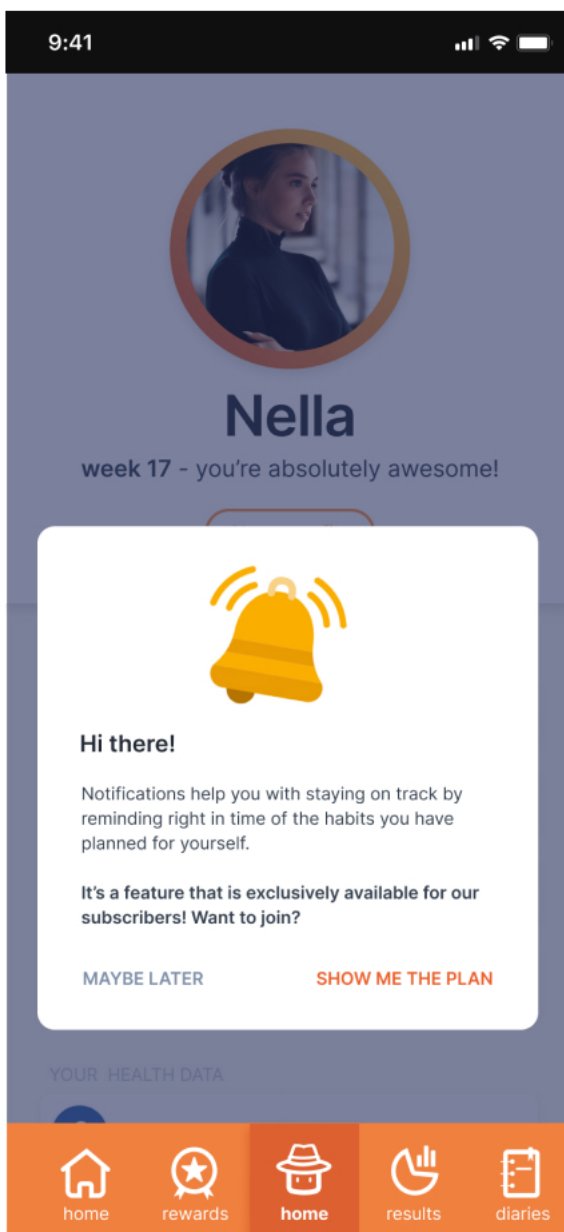 9:41
Nella
week 17 - you're absolutely awesome!
Hi there!
Notifications help you with staying on track by
reminding right in time of the habits you have
planned for yourself.
It's a feature that is exclusively available for our
subscribers! Want to join?
MAYBE LATER
SHOW ME THE PLAN
YOUR HEALTH DATA
home
rewards
home
results
diaries